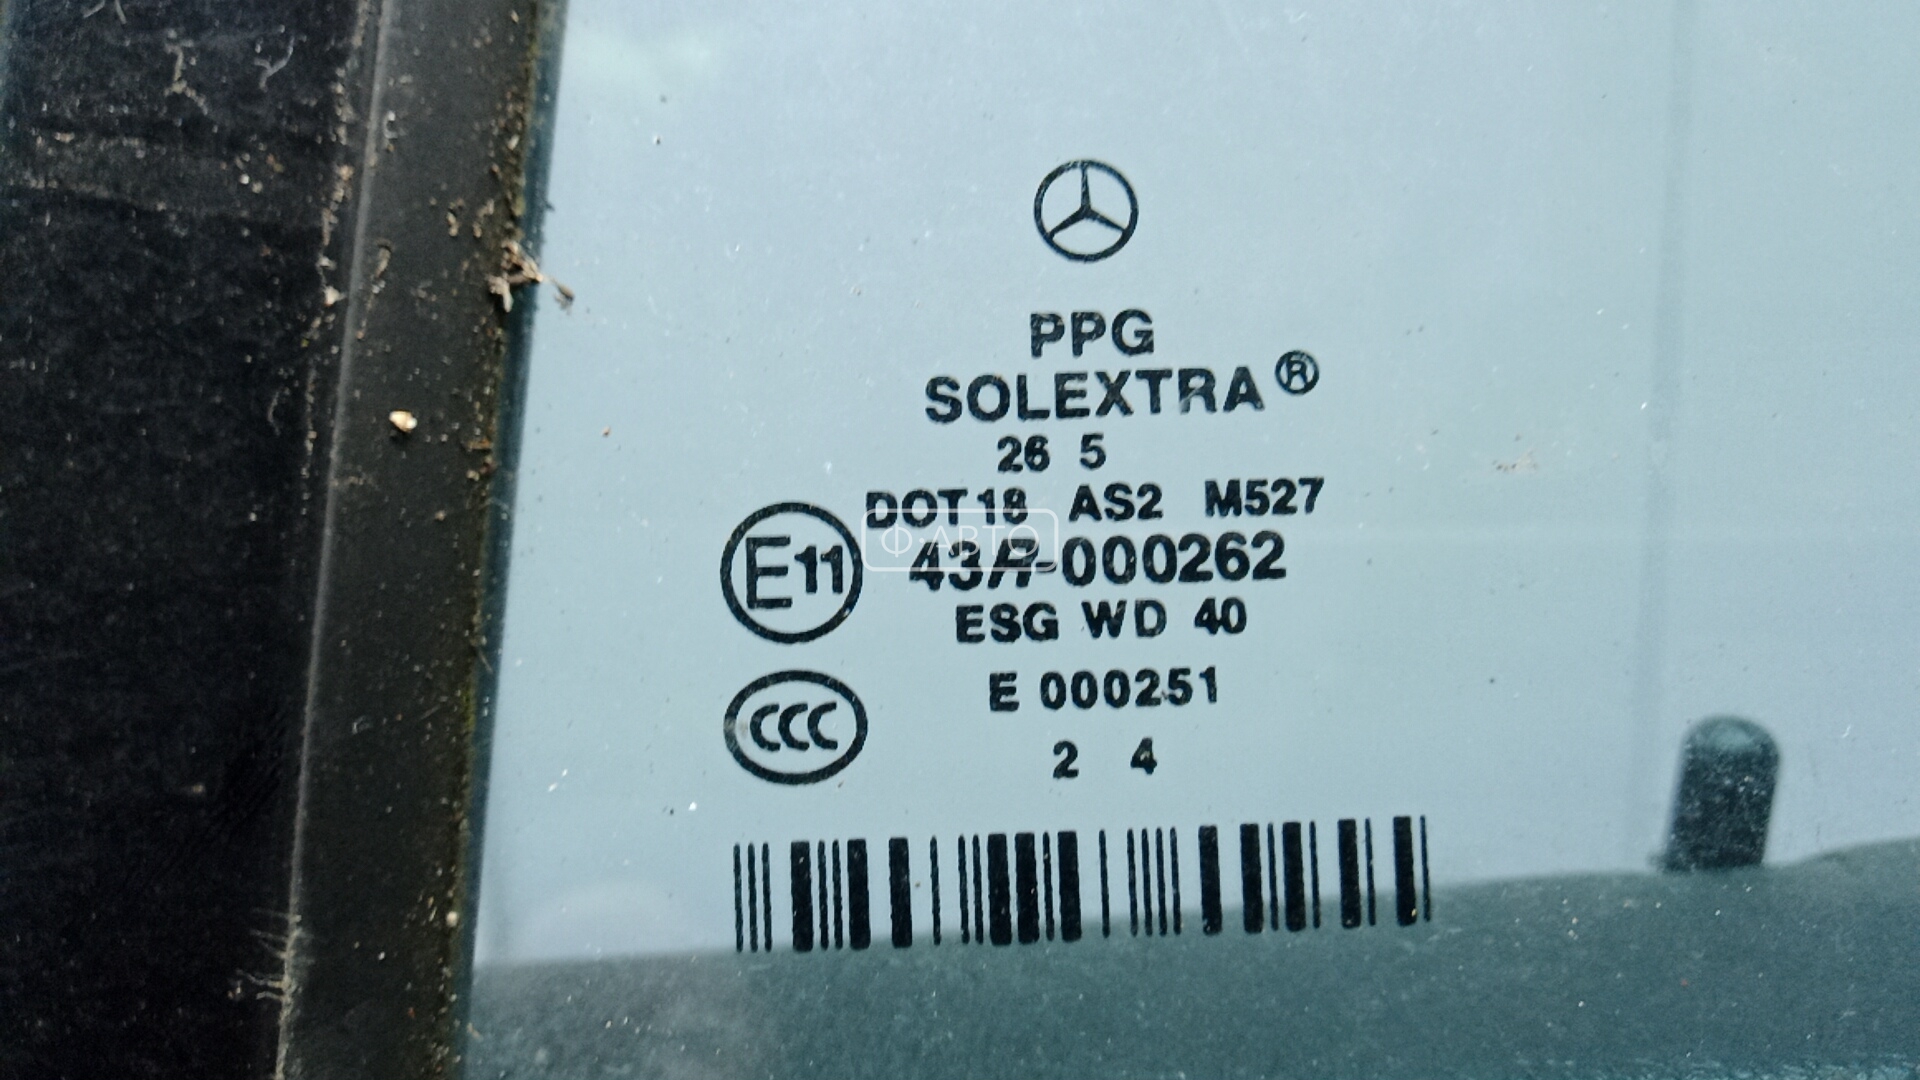 PPG
SOLEXTRA®
26 5
DOT18 AS2 M527
E11 43R-000262
Ф·АВТО
ESG WD 40
E 000251
CCC
2 4